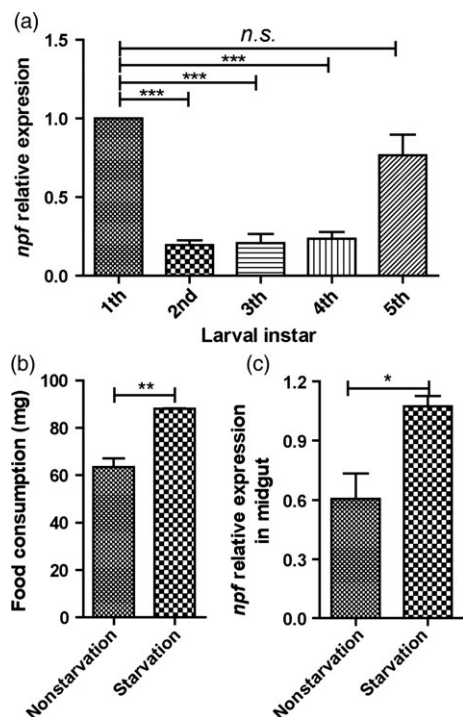 (a)
npf relative expresion
1.5
1.0
0.5
0.0
n.s.
***
***
***
1th
2nd
3th
4th
5th
Larval instar
(b)
Food consumption (mg)
100
80
60
40
20
0
**
Nonstarvation
Starvation
(c)
npf relative expression
in midgut
1.2
0.9
0.6
0.3
0.0
*
Nonstarvation
Starvation